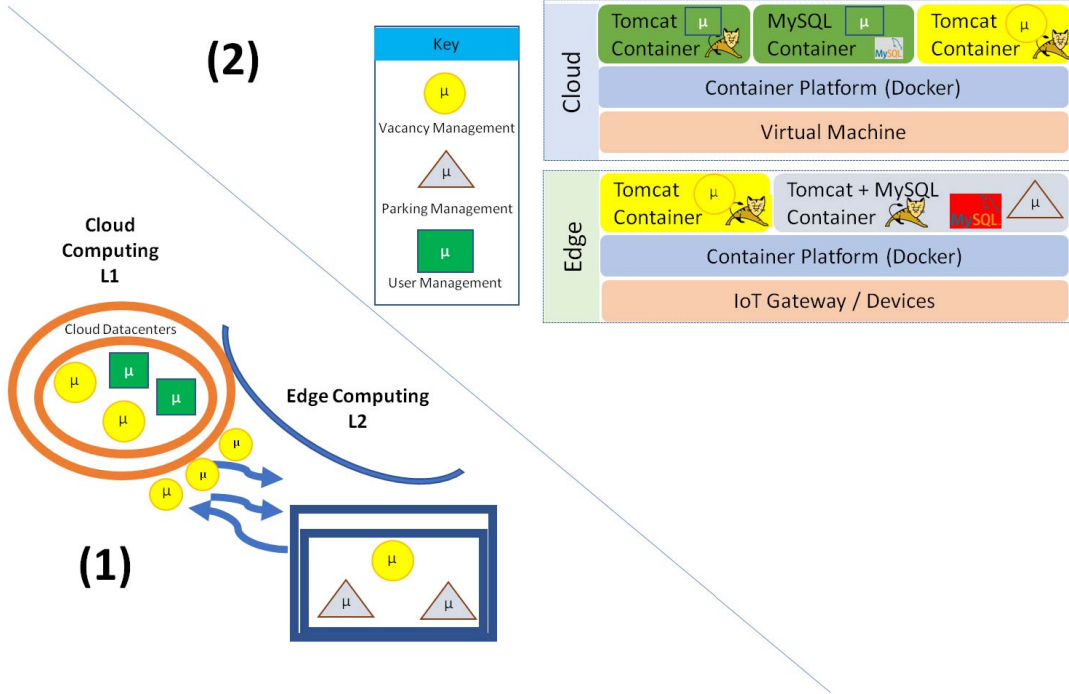 (2)
Key
μ
Vacancy Management
μ
Parking Management
μ
User Management
Cloud
Tomcat
Container
μ
MySQL
Container
μ
MySQL
Tomcat
Container
μ
Container Platform (Docker)
Virtual Machine
Edge
Tomcat
Container
μ
Tomcat + MySQL
Container
MySQL
μ
Container Platform (Docker)
IoT Gateway / Devices
Cloud
Computing
L1
Cloud Datacenters
μ
μ
μ
μ
Edge Computing
L2
μ
μ
μ
(1)
μ
μ
μ